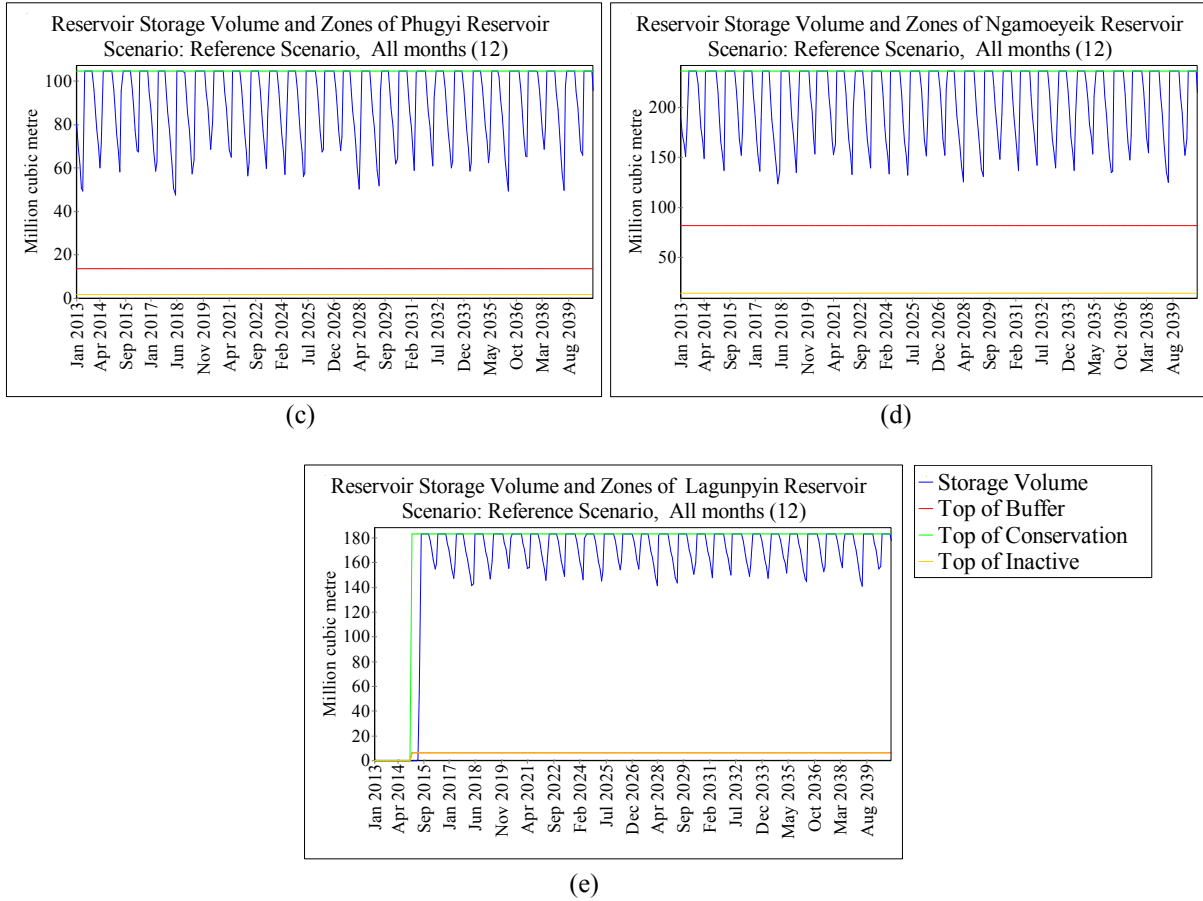 Reservoir Storage Volume and Zones of Phugyi Reservoir
Scenario: Reference Scenario, All months (12)
Million cubic metre
100
80
60
40
20
0
Jan 2013
Apr 2014
Sep 2015
Jan 2017
Jun 2018
Nov 2019
Apr 2021
Sep 2022
Feb 2024
Jul 2025
Dec 2026
Apr 2028
Sep 2029
Feb 2031
Jul 2032
Dec 2033
May 2035
Oct 2036
Mar 2038
Aug 2039
(c)
Reservoir Storage Volume and Zones of Ngamoeyeik Reservoir
Scenario: Reference Scenario, All months (12)
Million cubic metre
200
150
100
50
Jan 2013
Apr 2014
Sep 2015
Jan 2017
Jun 2018
Nov 2019
Apr 2021
Sep 2022
Feb 2024
Jul 2025
Dec 2026
Apr 2028
Sep 2029
Feb 2031
Jul 2032
Dec 2033
May 2035
Oct 2036
Mar 2038
Aug 2039
(d)
Reservoir Storage Volume and Zones of Lagunpyin Reservoir
Scenario: Reference Scenario, All months (12)
Million cubic metre
180
160
140
120
100
80
60
40
20
0
Jan 2013
Apr 2014
Sep 2015
Jan 2017
Jun 2018
Nov 2019
Apr 2021
Sep 2022
Feb 2024
Jul 2025
Dec 2026
Apr 2028
Sep 2029
Feb 2031
Jul 2032
Dec 2033
May 2035
Oct 2036
Mar 2038
Aug 2039
(e)
Storage Volume
Top of Buffer
Top of Conservation
Top of Inactive